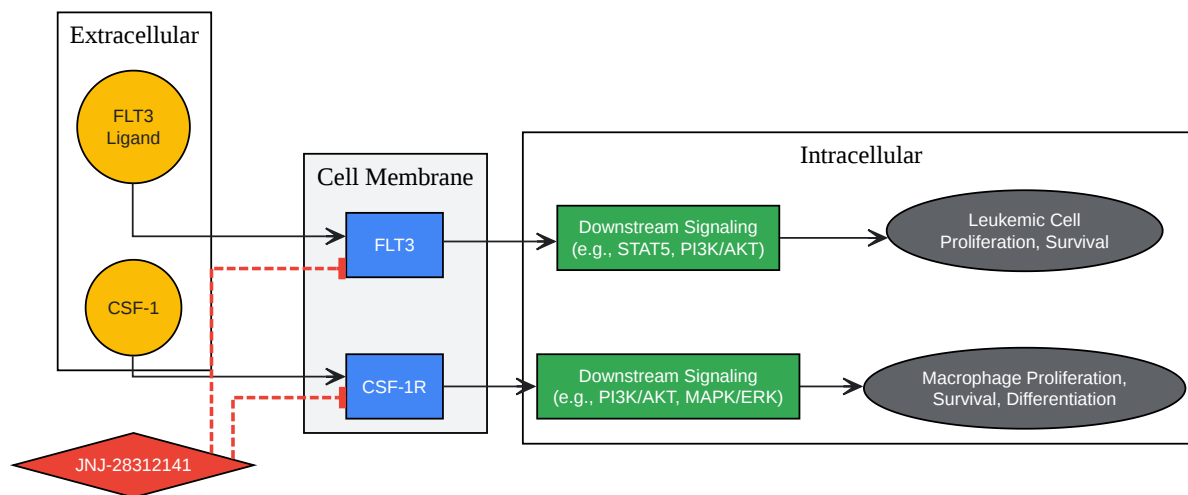 Extracellular
FLT3
Ligand
CSF-1
Cell Membrane
FLT3
CSF-1R
Intracellular
Downstream Signaling
(e.g., STAT5, PI3K/AKT)
Leukemic Cell
Proliferation, Survival
Downstream Signaling
(e.g., PI3K/AKT, MAPK/ERK)
Macrophage Proliferation,
Survival, Differentiation
JNJ-28312141